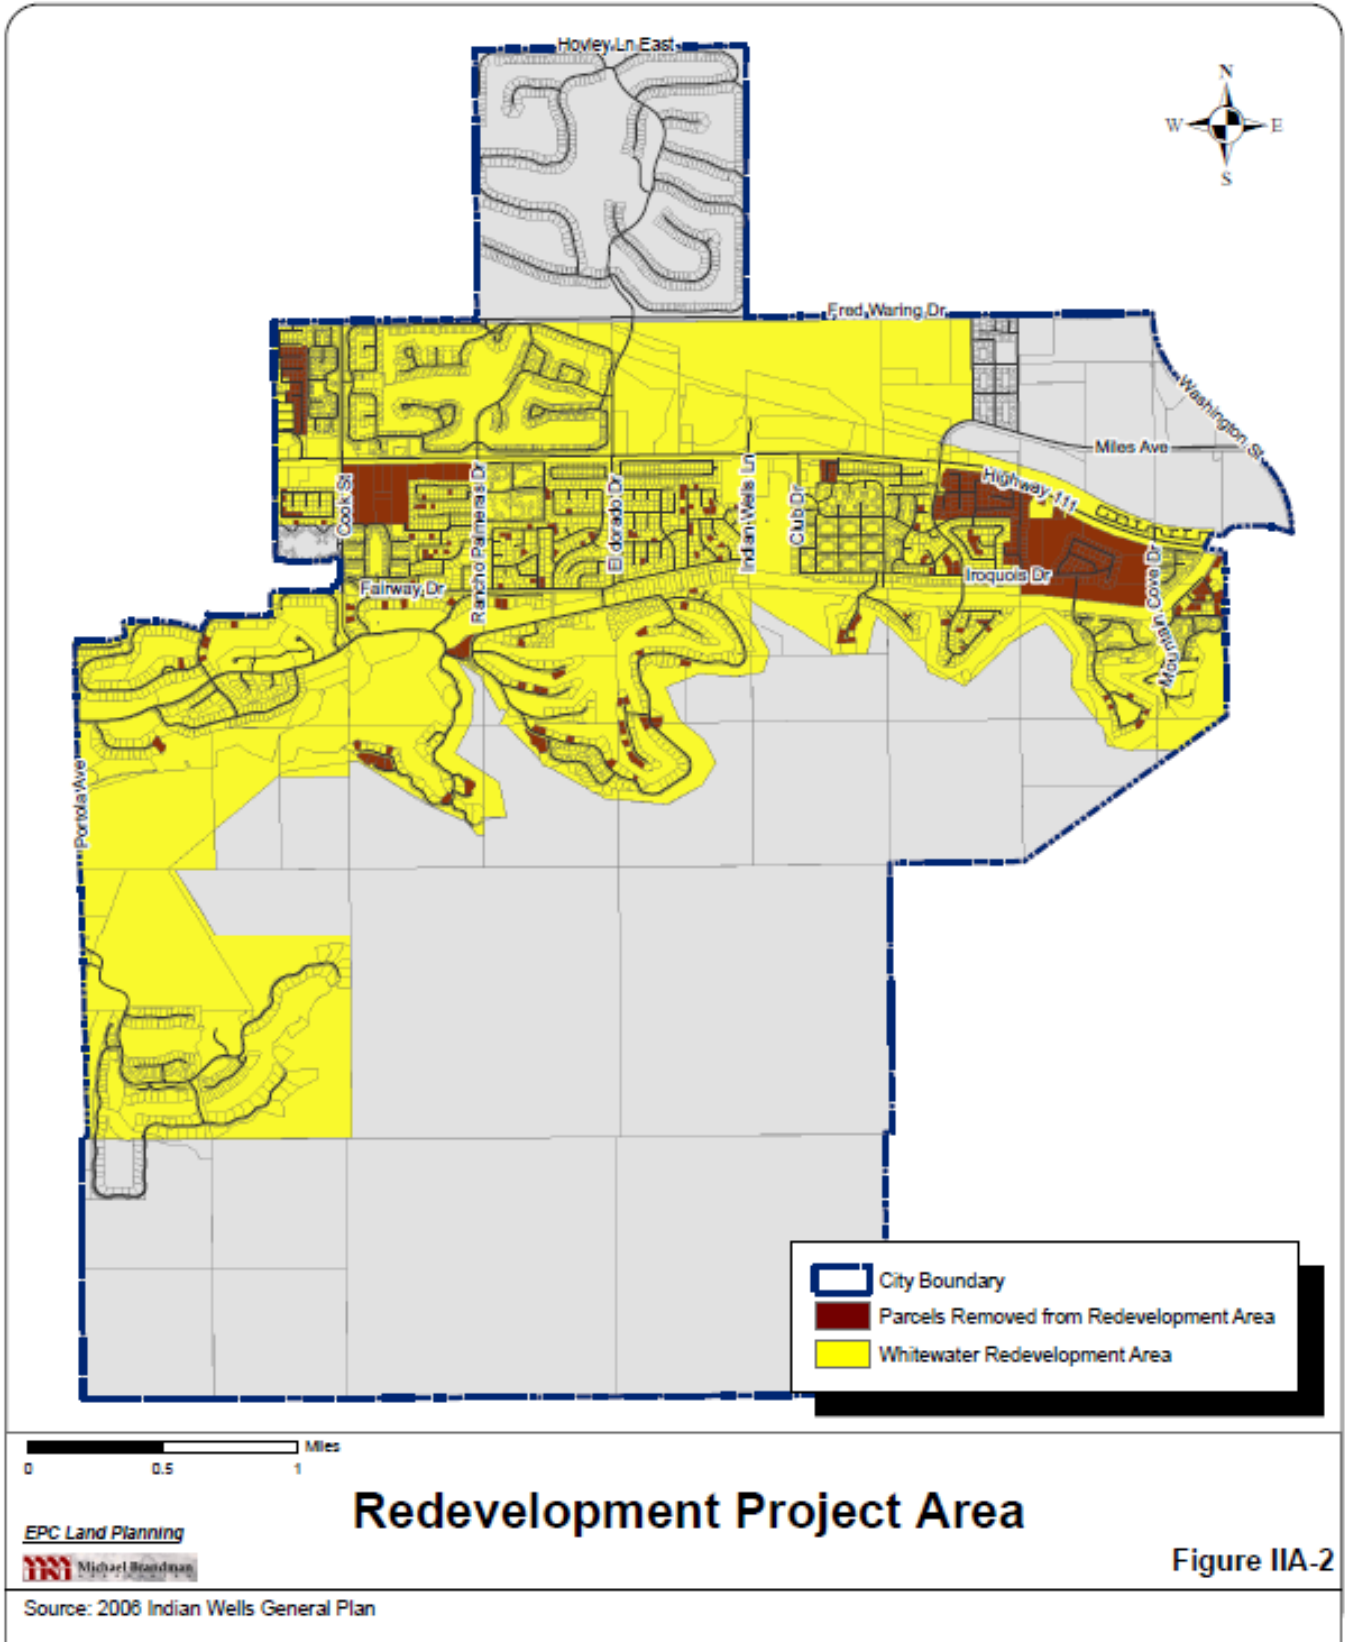 Hovley Ln East
N
W E
S
Fred Waring Dr
Washington St
Miles Ave
Highway 111
Cook St
Rancho Palmeras Dr
El dorado Dr
Indian Wells Ln
Club Dr
Iroquois Dr
Mountain Cove Dr
Fairway Dr
Portola Ave
City Boundary
Parcels Removed from Redevelopment Area
Whitewater Redevelopment Area
Miles
0 0.5 1
Redevelopment Project Area
EPC Land Planning
Michael Brandman
Figure IIA-2
Source: 2006 Indian Wells General Plan